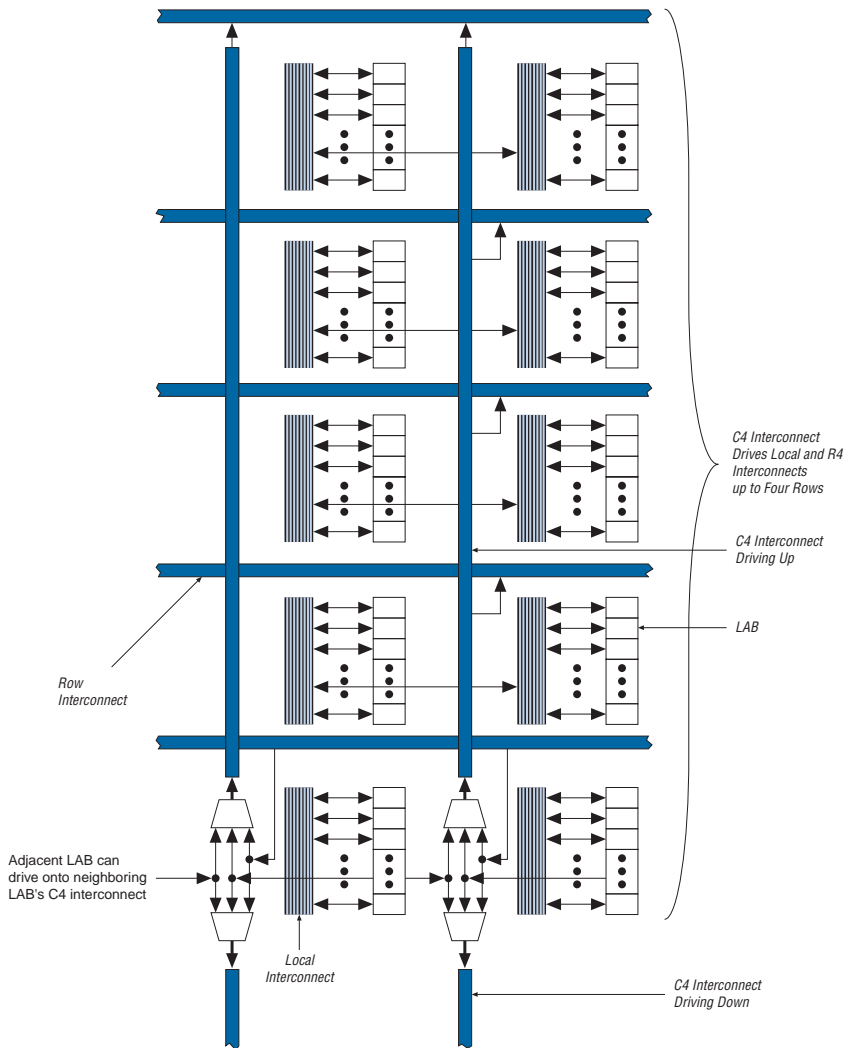 C4 Interconnect
Drives Local and R4
Interconnects
up to Four Rows
C4 Interconnect
Driving Up
LAB
Row
Interconnect
Adjacent LAB can
drive onto neighboring
LAB's C4 interconnect
Local
Interconnect
C4 Interconnect
Driving Down